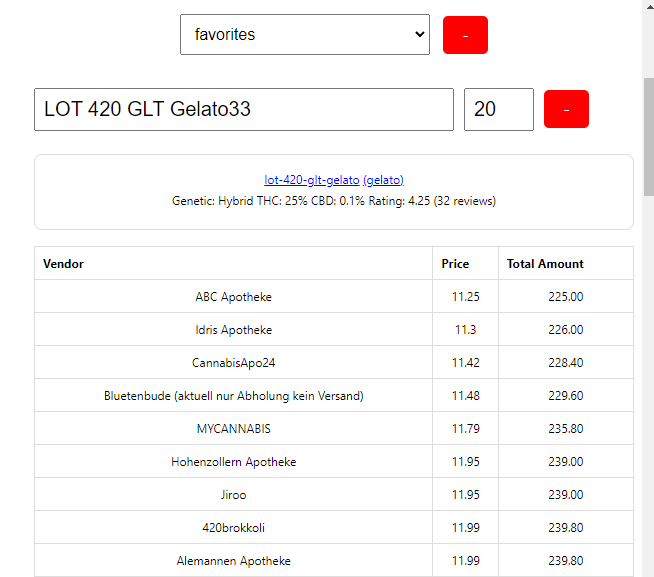 favorites
-
LOT 420 GLT Gelato33 20 -
lot-420-glt-gelato (gelato)
Genetic: Hybrid THC: 25% CBD: 0.1% Rating: 4.25 (32 reviews)
Vendor Price Total Amount
ABC Apotheke 11.25 225.00
Idris Apotheke 11.3 226.00
CannabisApo24 11.42 228.40
Bluetenbude (aktuell nur Abholung kein Versand) 11.48 229.60
MYCANNABIS 11.79 235.80
Hohenzollern Apotheke 11.95 239.00
Jiroo 11.95 239.00
420brokkoli 11.99 239.80
Alemannen Apotheke 11.99 239.80